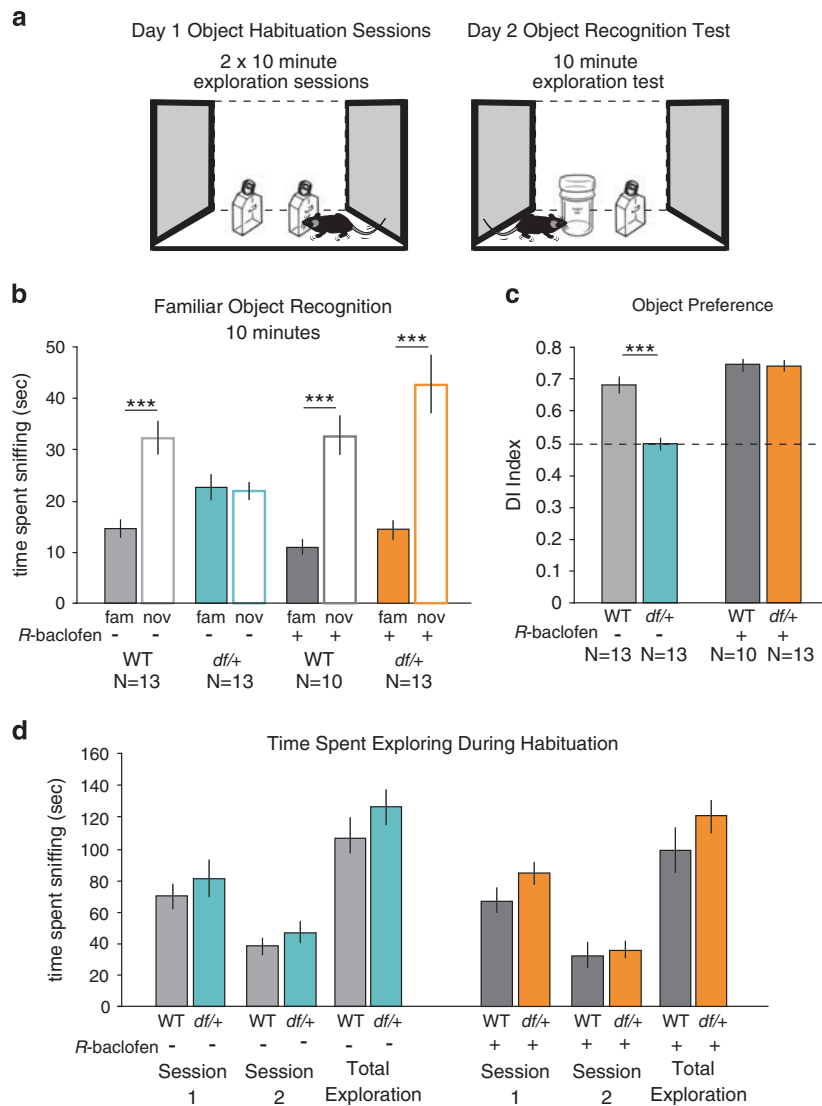 a
Day 1 Object Habituation Sessions
2 x 10 minute
exploration sessions
Day 2 Object Recognition Test
10 minute
exploration test
b
Familiar Object Recognition
10 minutes
time spent sniffing (sec)
50
40
30
20
10
0
***
***
***
fam nov fam nov fam nov fam nov
R-baclofen - - - - + + + +
WT df/+ WT df/+
N=13 N=13 N=10 N=13
c
Object Preference
DI Index
0.8
0.7
0.6
0.5
0.4
0.3
0.2
0.1
0
***
WT df/+ WT df/+
R-baclofen - - + +
N=13 N=13 N=10 N=13
d
Time Spent Exploring During Habituation
time spent sniffing (sec)
160
140
120
100
80
60
40
20
0
WT df/+ WT df/+ WT df/+ WT df/+ WT df/+ WT df/+
R-baclofen - - - - - - + + + + + +
Session Session Total Session Session Total
1 2 Exploration 1 2 Exploration